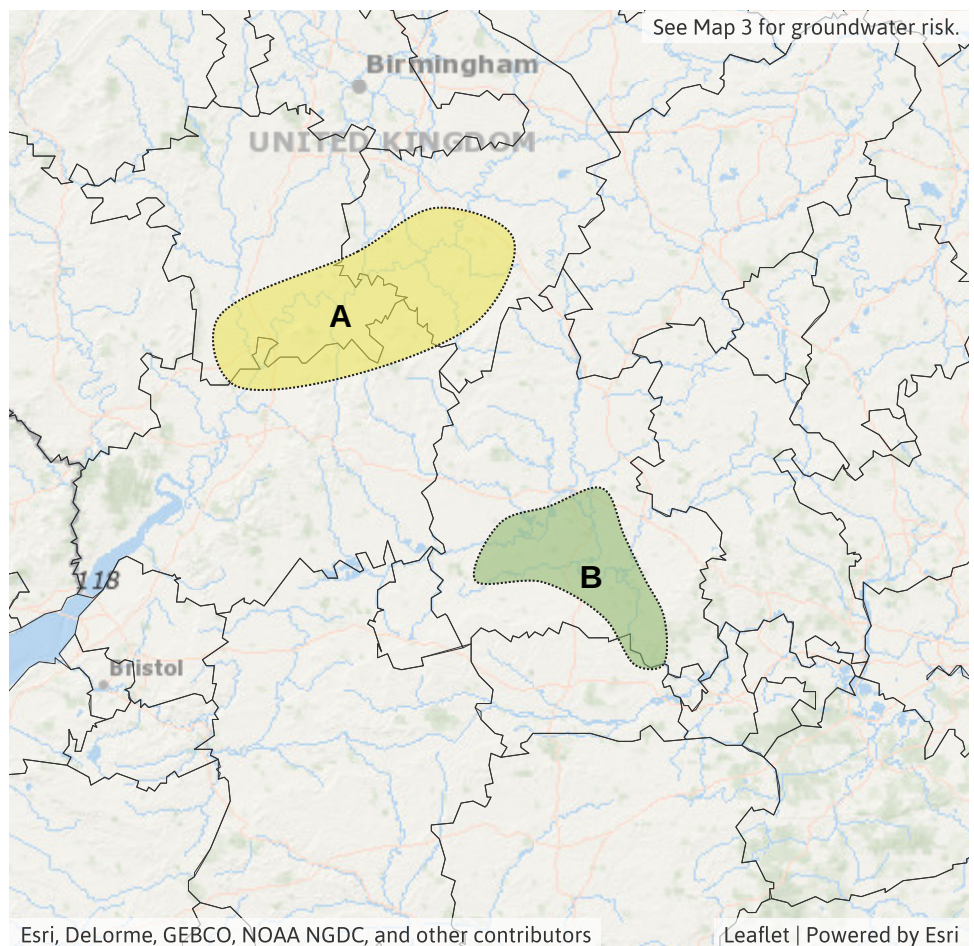 See Map 3 for groundwater risk.
Birmingham
UNITED KINGDOM
A
B
118
Bristol
Esri, DeLorme, GEBCO, NOAA NGDC, and other contributors
Leaflet | Powered by Esri